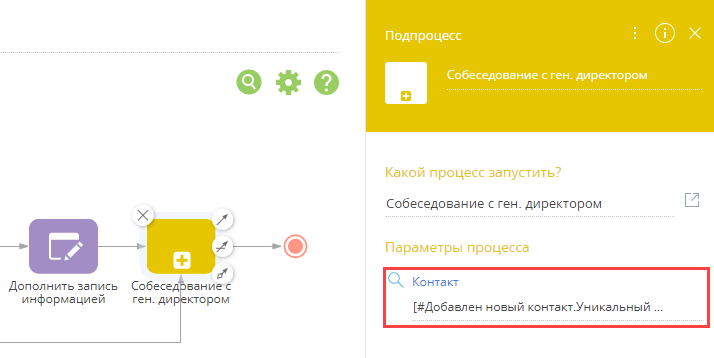 Подпроцесс
Собеседование с ген. директором
Какой процесс запустить?
Собеседование с ген. директором
Параметры процесса
Контакт
[#Добавлен новый контакт.Уникальный ...
Дополнить запись
информацией
Собеседование с
ген. директором